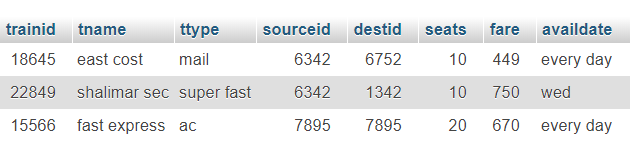 trainid tname ttype sourceid destid seats fare availdate
18645 east cost mail 6342 6752 10 449 every day
22849 shalimar sec super fast 6342 1342 10 750 wed
15566 fast express ac 7895 7895 20 670 every day